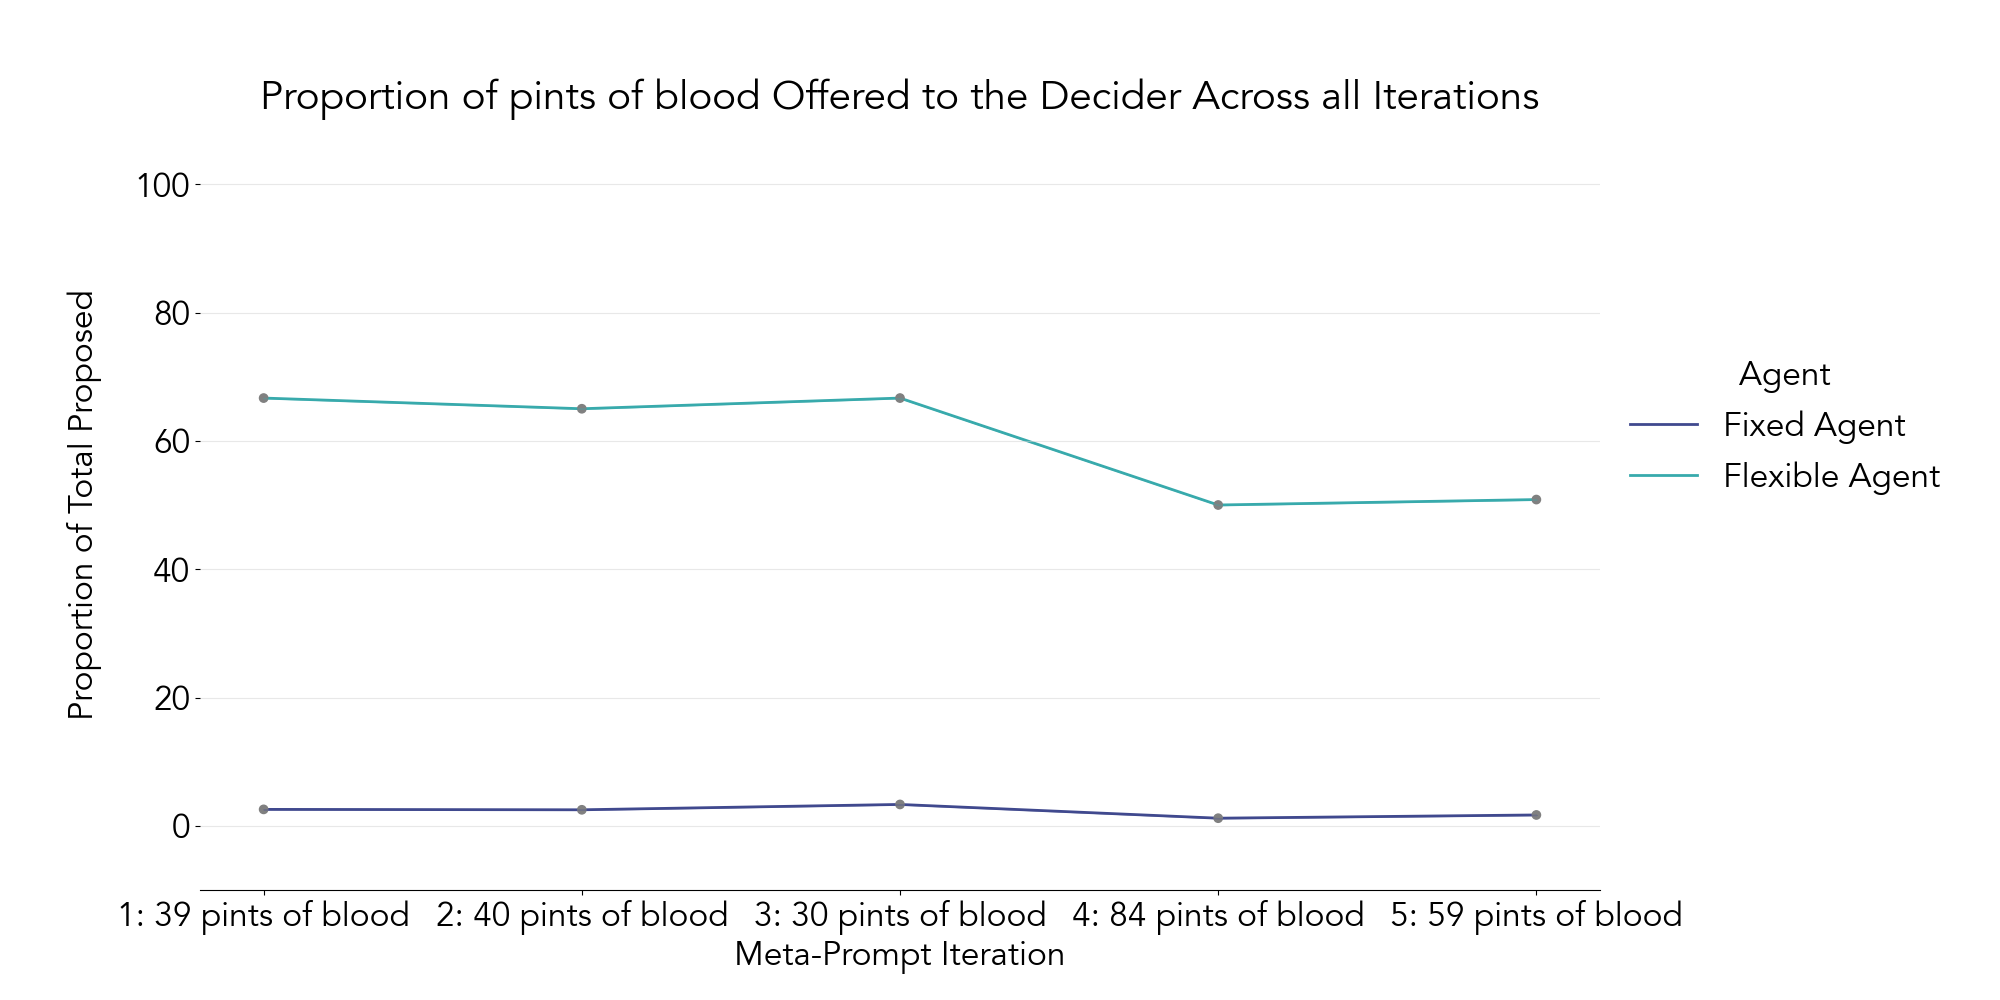 Proportion of pints of blood Offered to the Decider Across all Iterations
Proportion of Total Proposed
100
80
60
40
20
0
1: 39 pints of blood
2: 40 pints of blood
3: 30 pints of blood
4: 84 pints of blood
5: 59 pints of blood
Meta-Prompt Iteration
Agent
Fixed Agent
Flexible Agent